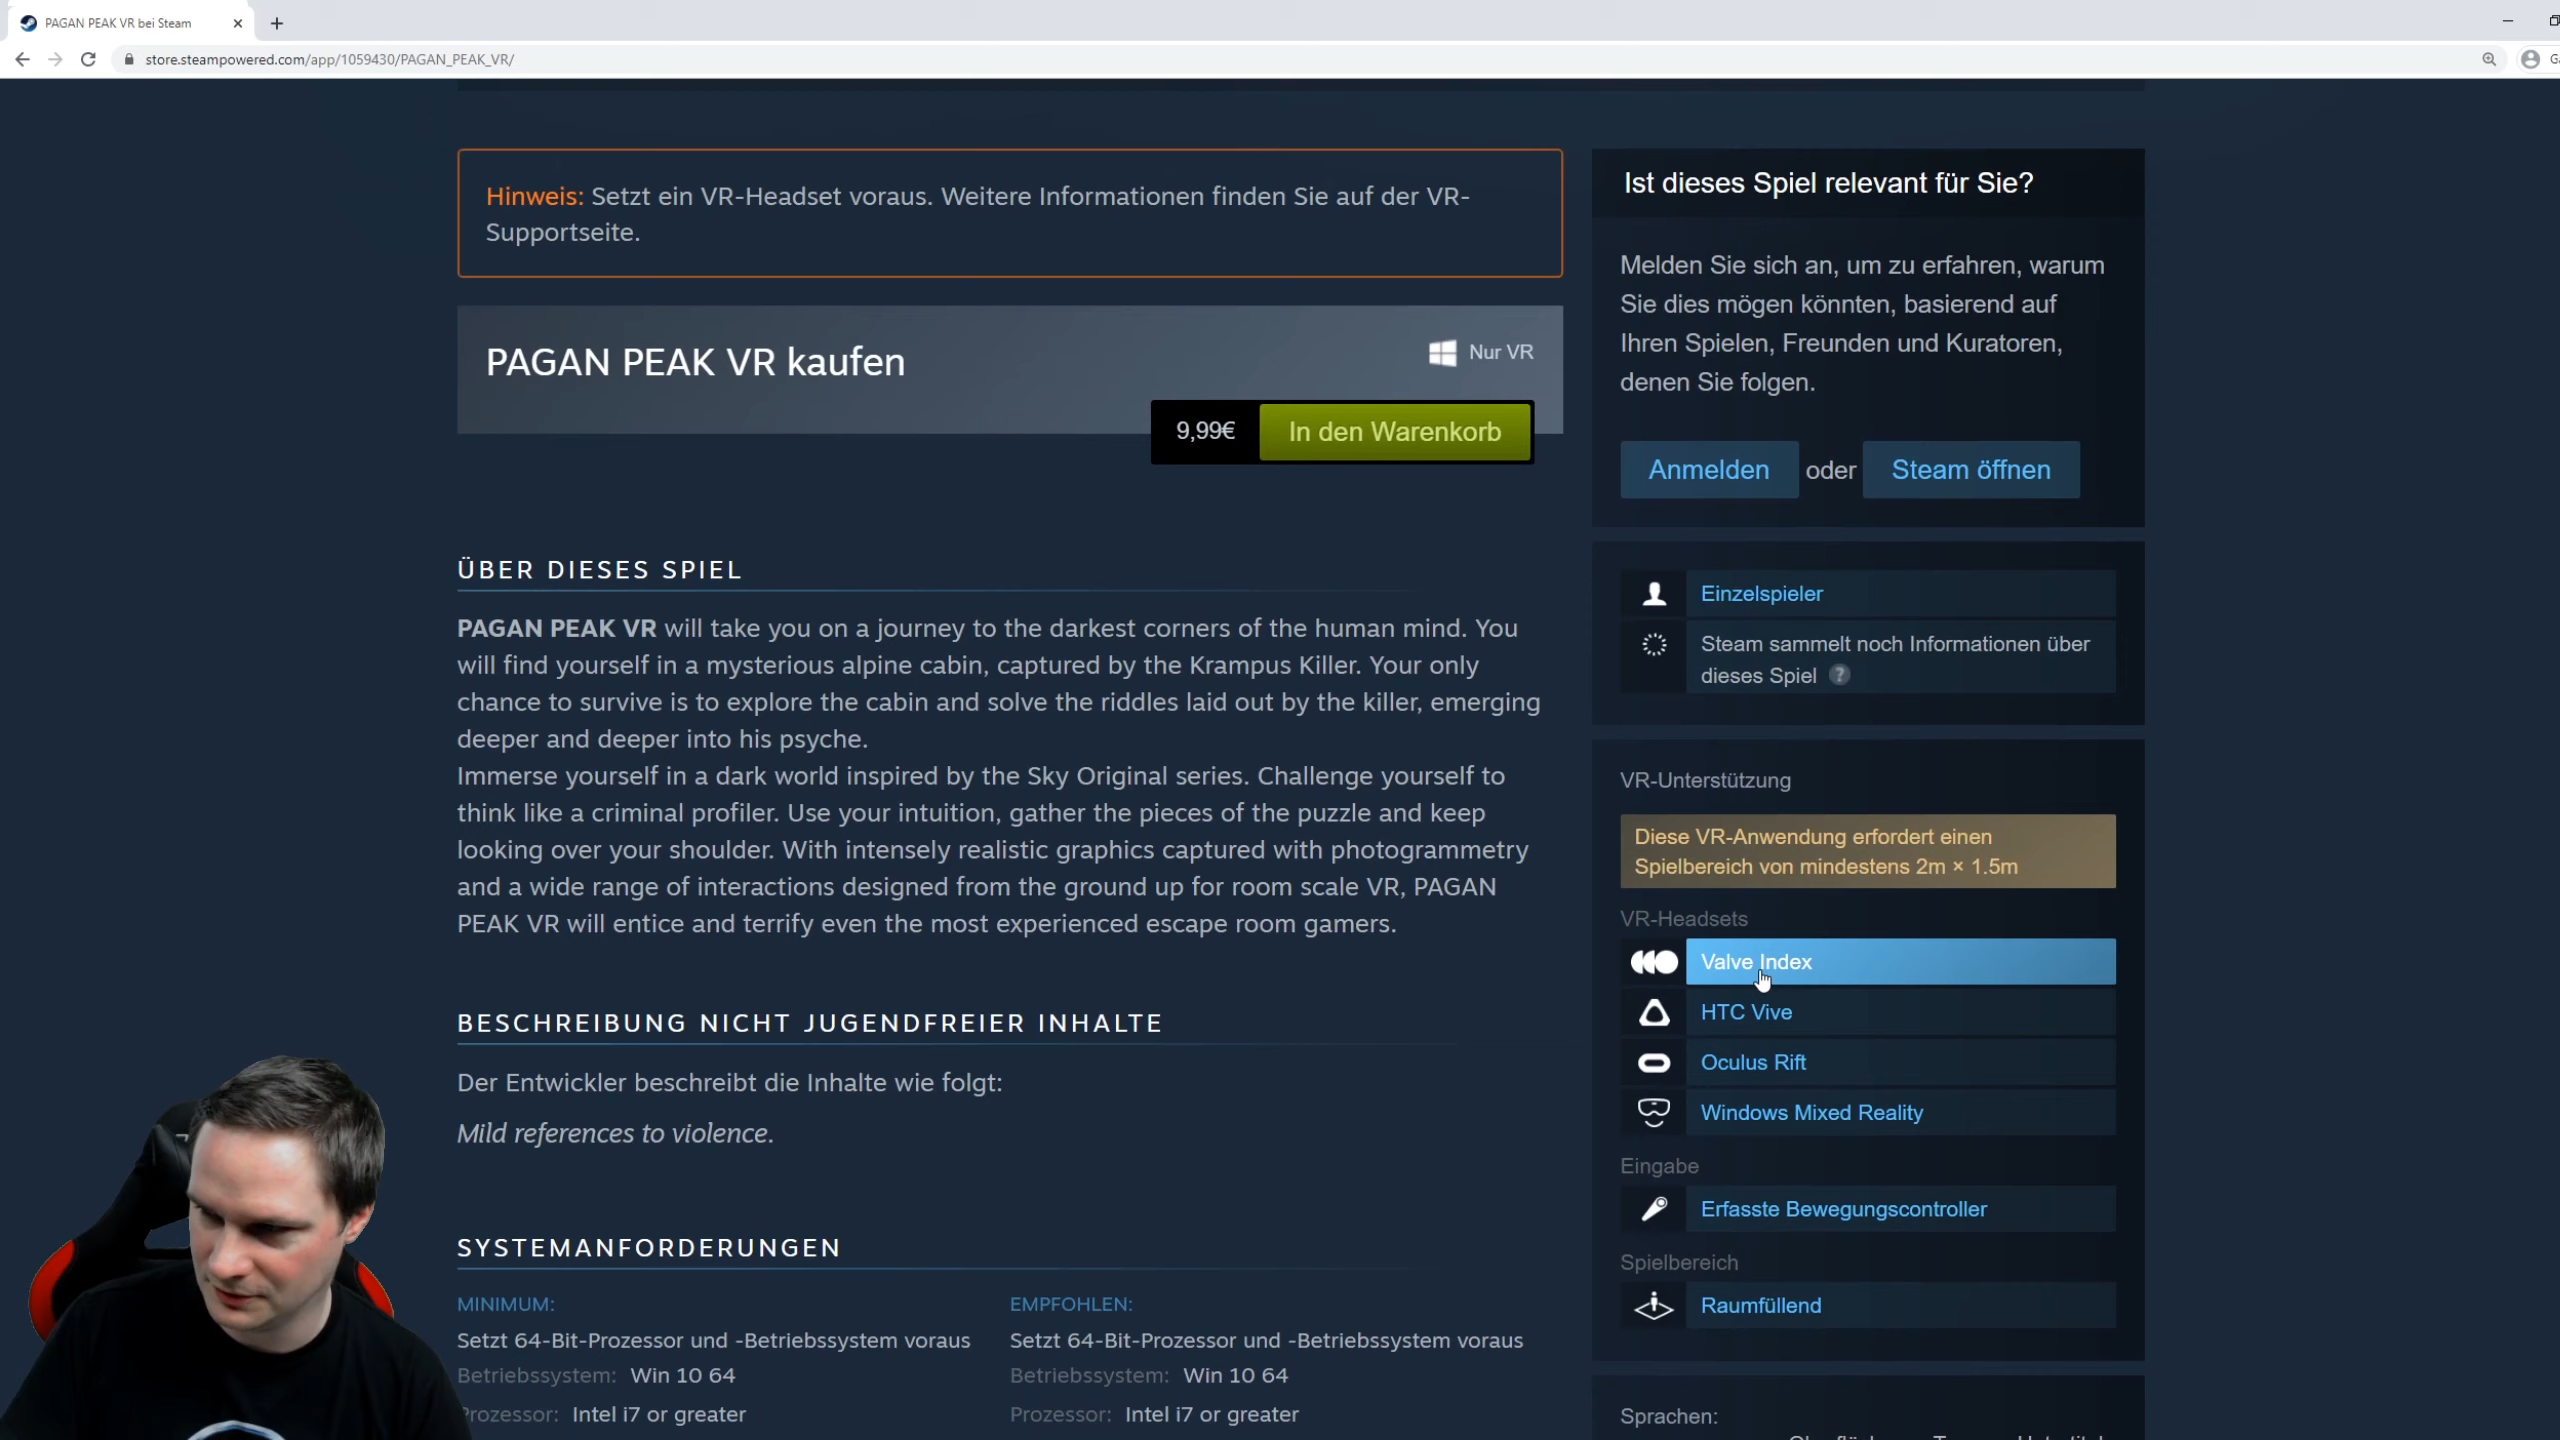 PAGAN PEAK VR bei Steam
store.steampowered.com/app/1059430/PAGAN_PEAK_VR/
Hinweis: Setzt ein VR-Headset voraus. Weitere Informationen finden Sie auf der VR-
Supportseite.
PAGAN PEAK VR kaufen
Nur VR
9,99€
In den Warenkorb
ÜBER DIESES SPIEL
PAGAN PEAK VR will take you on a journey to the darkest corners of the human mind. You
will find yourself in a mysterious alpine cabin, captured by the Krampus Killer. Your only
chance to survive is to explore the cabin and solve the riddles laid out by the killer, emerging
deeper and deeper into his psyche.
Immerse yourself in a dark world inspired by the Sky Original series. Challenge yourself to
think like a criminal profiler. Use your intuition, gather the pieces of the puzzle and keep
looking over your shoulder. With intensely realistic graphics captured with photogrammetry
and a wide range of interactions designed from the ground up for room scale VR, PAGAN
PEAK VR will entice and terrify even the most experienced escape room gamers.
BESCHREIBUNG NICHT JUGENDFREIER INHALTE
Der Entwickler beschreibt die Inhalte wie folgt:
Mild references to violence.
SYSTEMANFORDERUNGEN
MINIMUM:
Setzt 64-Bit-Prozessor und -Betriebssystem voraus
Betriebssystem: Win 10 64
Prozessor: Intel i7 or greater
EMPFOHLEN:
Setzt 64-Bit-Prozessor und -Betriebssystem voraus
Betriebssystem: Win 10 64
Prozessor: Intel i7 or greater
Ist dieses Spiel relevant für Sie?
Melden Sie sich an, um zu erfahren, warum
Sie dies mögen könnten, basierend auf
Ihren Spielen, Freunden und Kuratoren,
denen Sie folgen.
Anmelden oder Steam öffnen
Einzelspieler
Steam sammelt noch Informationen über
dieses Spiel ?
VR-Unterstützung
Diese VR-Anwendung erfordert einen
Spielbereich von mindestens 2m × 1.5m
VR-Headsets
Valve Index
HTC Vive
Oculus Rift
Windows Mixed Reality
Eingabe
Erfasste Bewegungscontroller
Spielbereich
Raumfüllend
Sprachen: